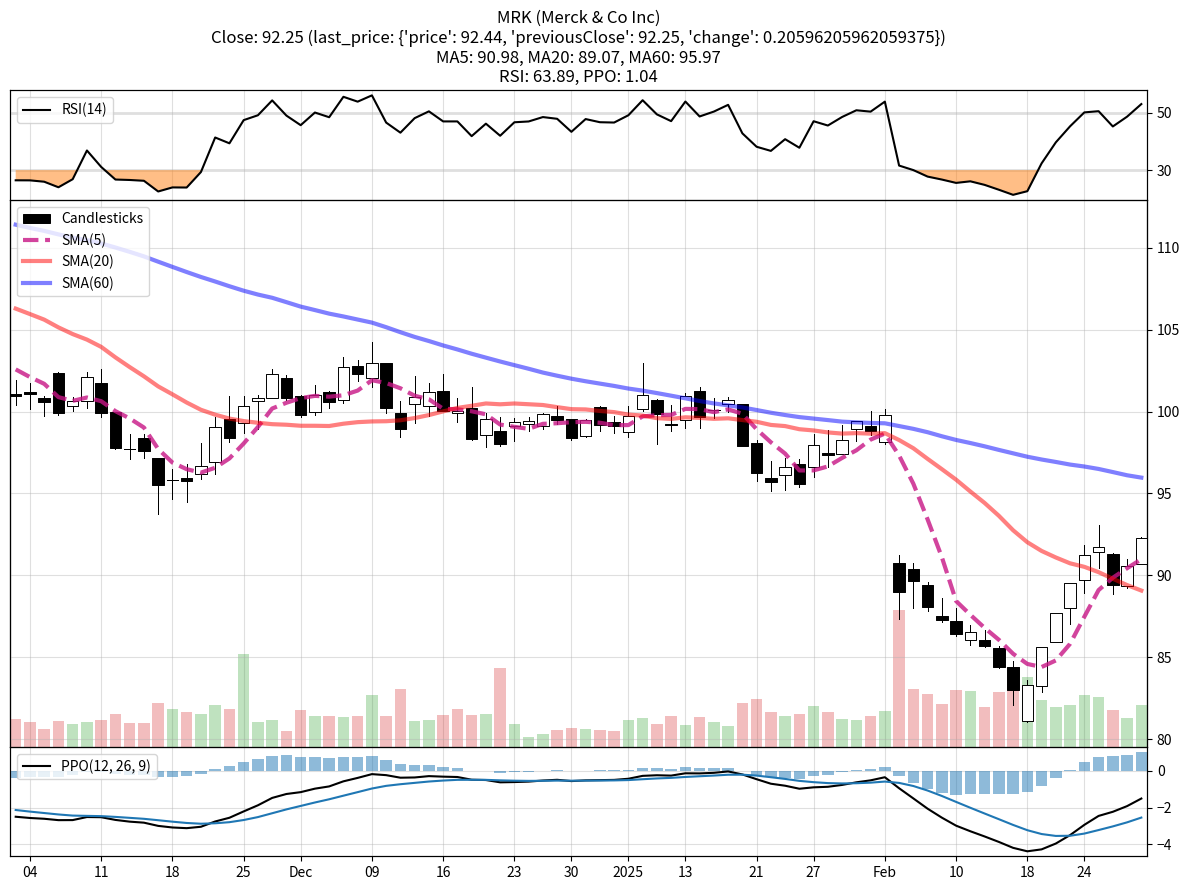 MRK (Merck & Co Inc)
Close: 92.25 (last_price: {'price': 92.44, 'previousClose': 92.25, 'change': 0.20596205962059375})
MA5: 90.98, MA20: 89.07, MA60: 95.97
RSI: 63.89, PPO: 1.04
RSI(14)
50
30
Candlesticks
SMA(5)
SMA(20)
SMA(60)
110
105
100
95
90
85
80
PPO(12, 26, 9)
0
−2
−4
04 11 18 25 Dec 09 16 23 30 2025 13 21 27 Feb 10 18 24